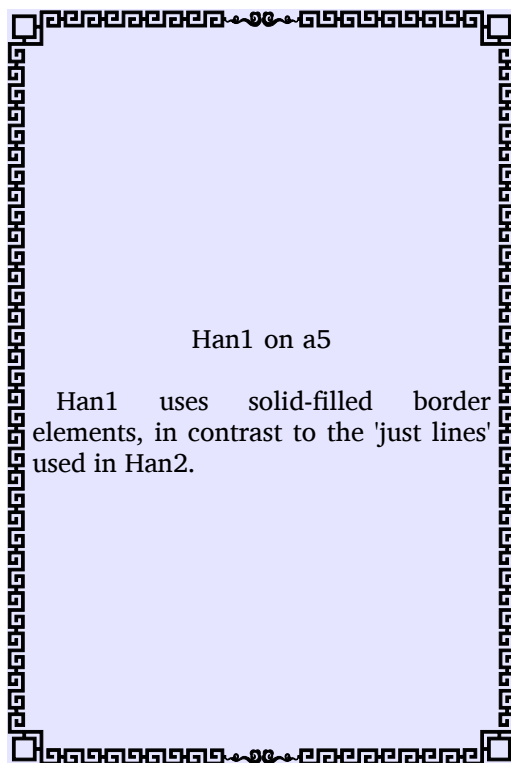 Han1 on a5
Han1 uses solid-filled border
elements, in contrast to the 'just lines'
used in Han2.